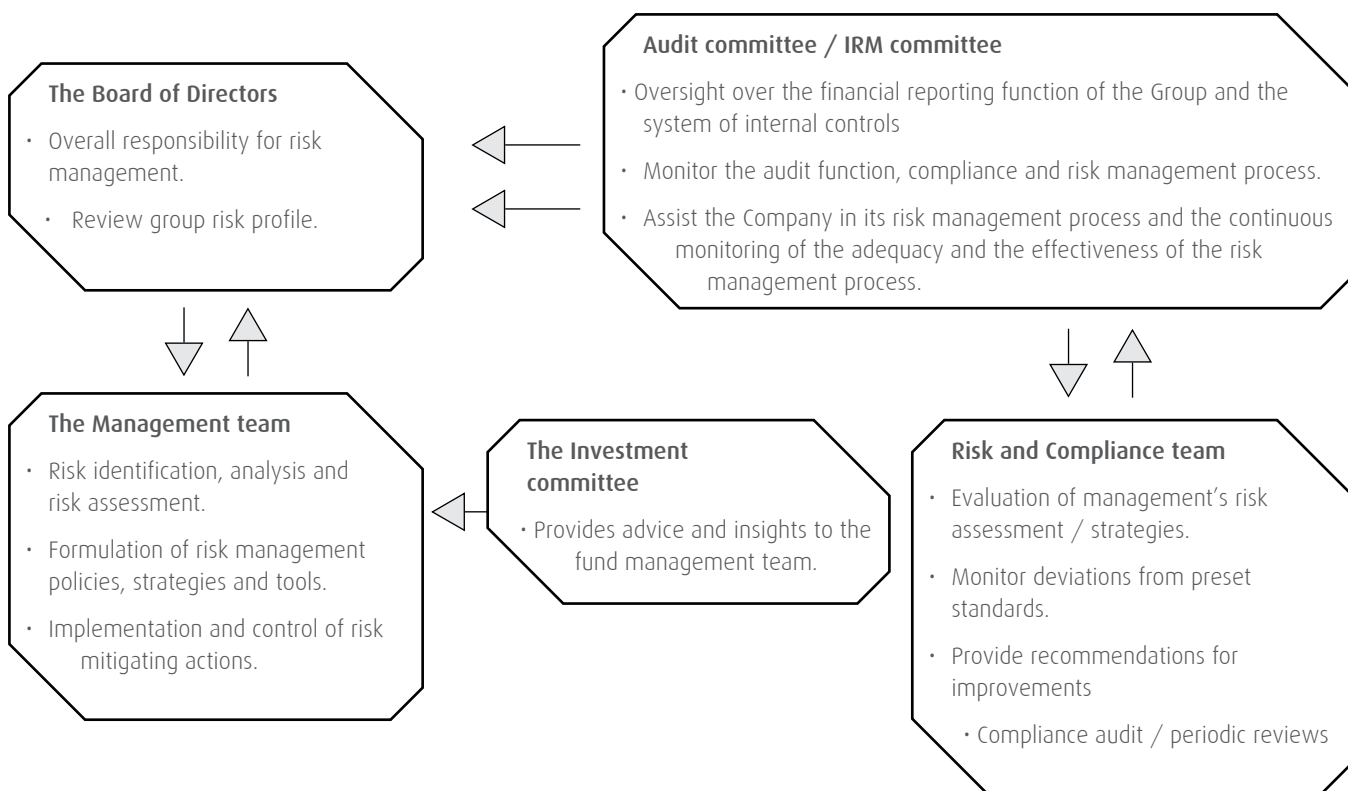 The Board of Directors
· Overall responsibility for risk
management.
· Review group risk profile.
Audit committee / IRM committee
· Oversight over the financial reporting function of the Group and the
system of internal controls
· Monitor the audit function, compliance and risk management process.
· Assist the Company in its risk management process and the continuous
monitoring of the adequacy and the effectiveness of the risk
management process.
The Management team
· Risk identification, analysis and
risk assessment.
· Formulation of risk management
policies, strategies and tools.
· Implementation and control of risk
mitigating actions.
The Investment
committee
· Provides advice and insights to the
fund management team.
Risk and Compliance team
· Evaluation of management’s risk
assessment / strategies.
· Monitor deviations from preset
standards.
· Provide recommendations for
improvements
· Compliance audit / periodic reviews